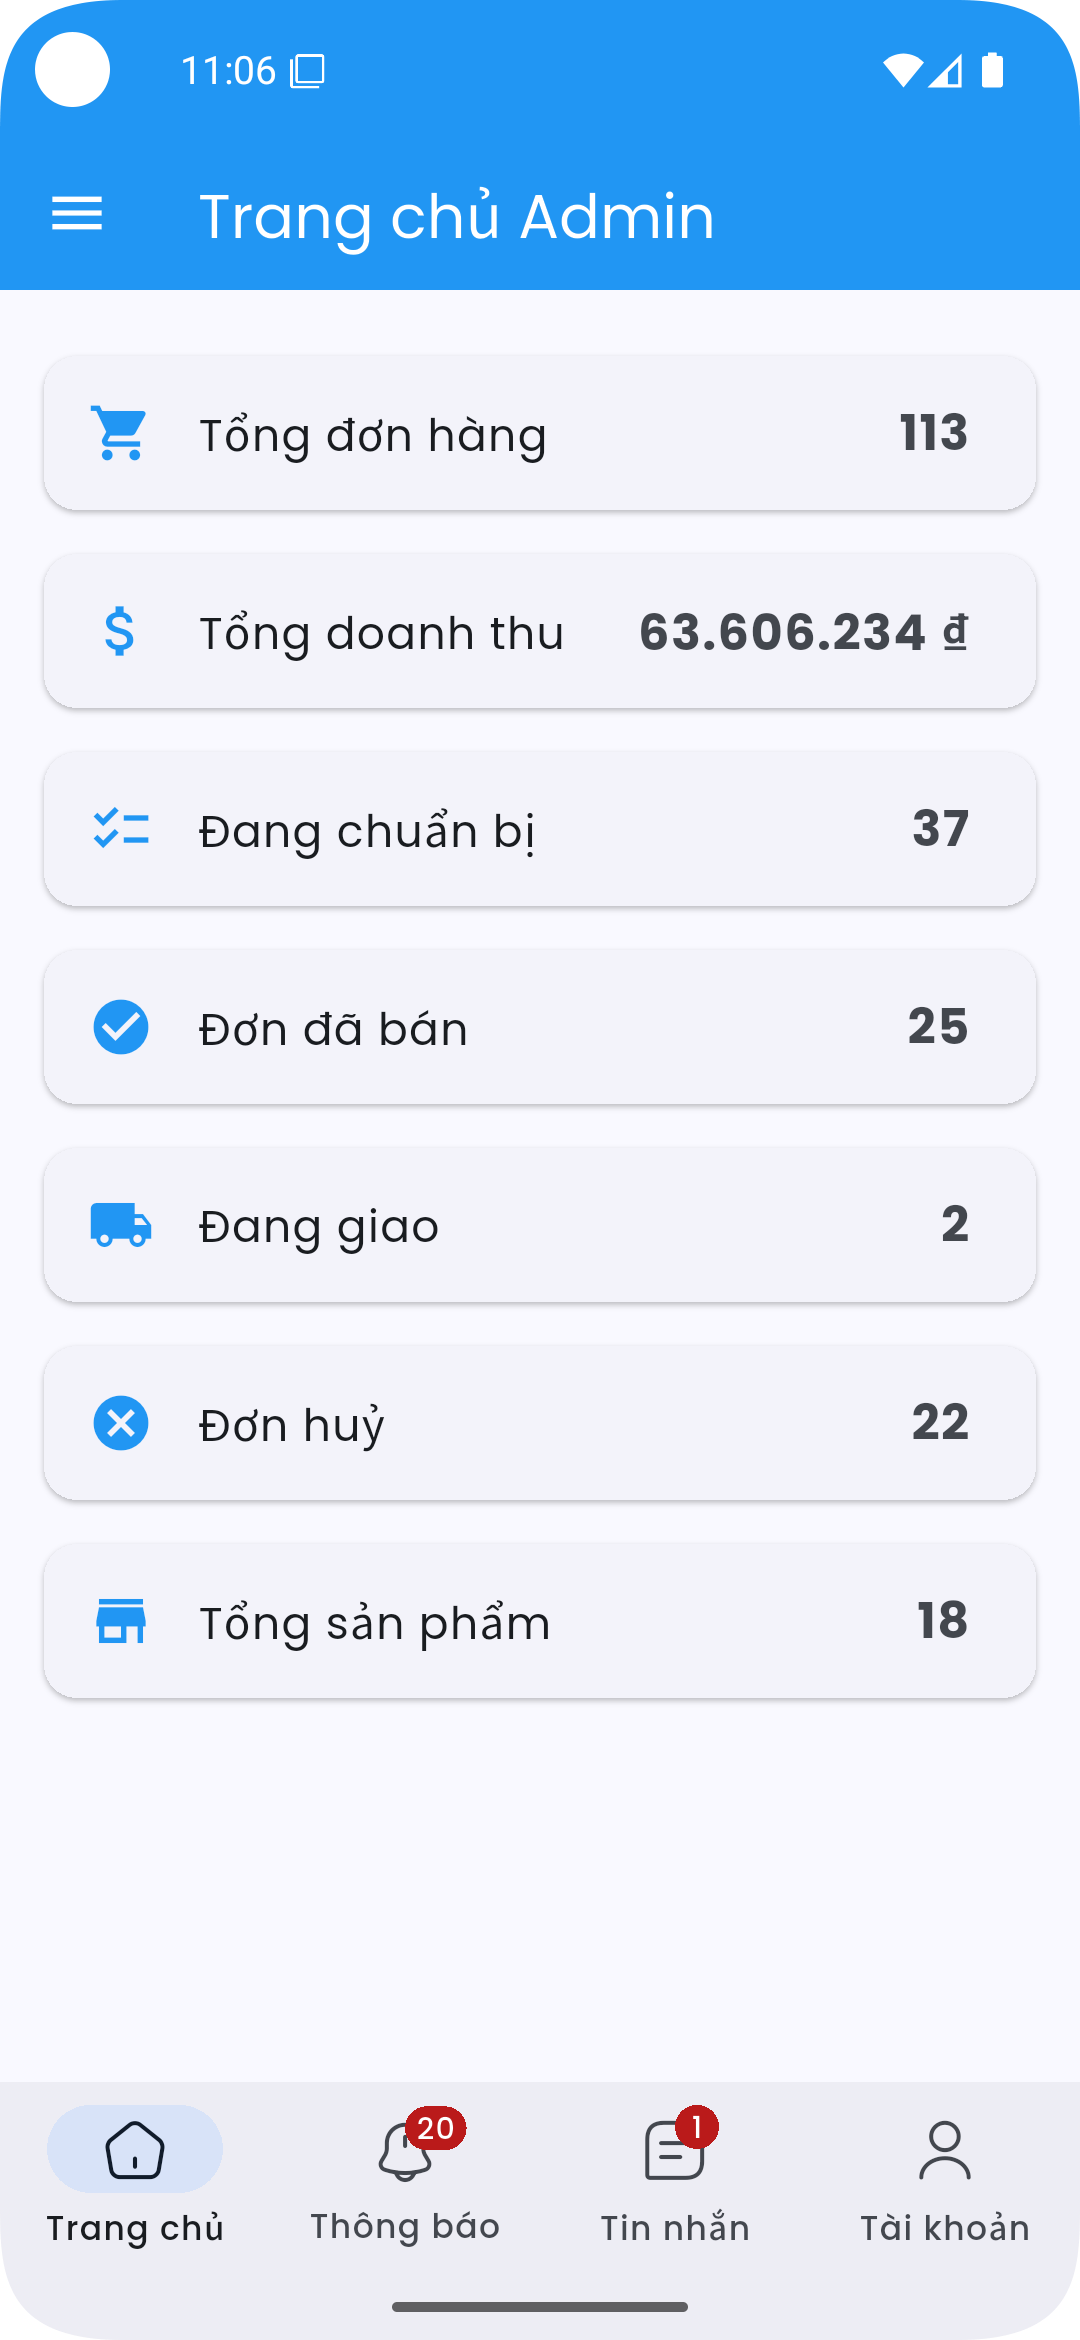 11:06
Trang chủ Admin
Tổng đơn hàng 113
Tổng doanh thu 63.606.234 ₫
Đang chuẩn bị 37
Đơn đã bán 25
Đang giao 2
Đơn huỷ 22
Tổng sản phẩm 18
20 1
Trang chủ Thông báo Tin nhắn Tài khoản